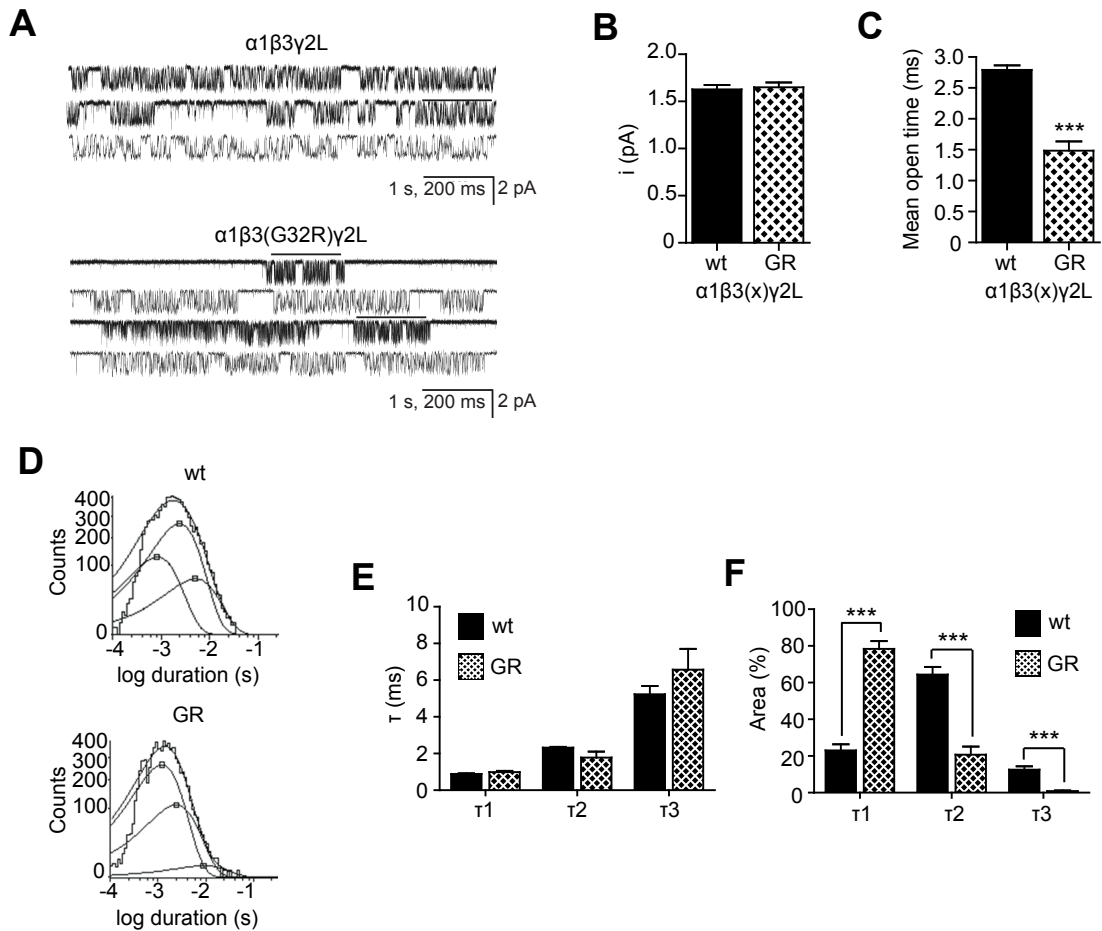 A
α1β3γ2L
1 s, 200 ms 2 pA
α1β3(G32R)γ2L
1 s, 200 ms 2 pA
B
i (pA)
2.0
1.5
1.0
0.5
0
wt GR
α1β3(x)γ2L
C
Mean open time (ms)
3.0
2.5
2.0
1.5
1.0
0.5
0
***
wt GR
α1β3(x)γ2L
D
wt
Counts
400
300
200
100
0
-4 -3 -2 -1
log duration (s)
GR
Counts
400
300
200
100
0
-4 -3 -2 -1
log duration (s)
E
τ (ms)
10
8
6
4
2
0
wt
GR
τ1 τ2 τ3
F
Area (%)
100
80
60
40
20
0
*** *** ***
wt
GR
τ1 τ2 τ3